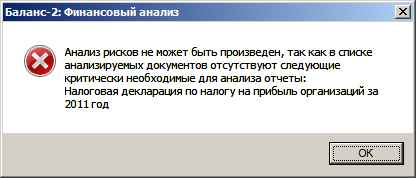 Баланс-2: Финансовый анализ
Анализ рисков не может быть произведен, так как в списке
анализируемых документов отсутствуют следующие
критически необходимые для анализа отчеты:
Налоговая декларация по налогу на прибыль организаций за
2011 год
OK